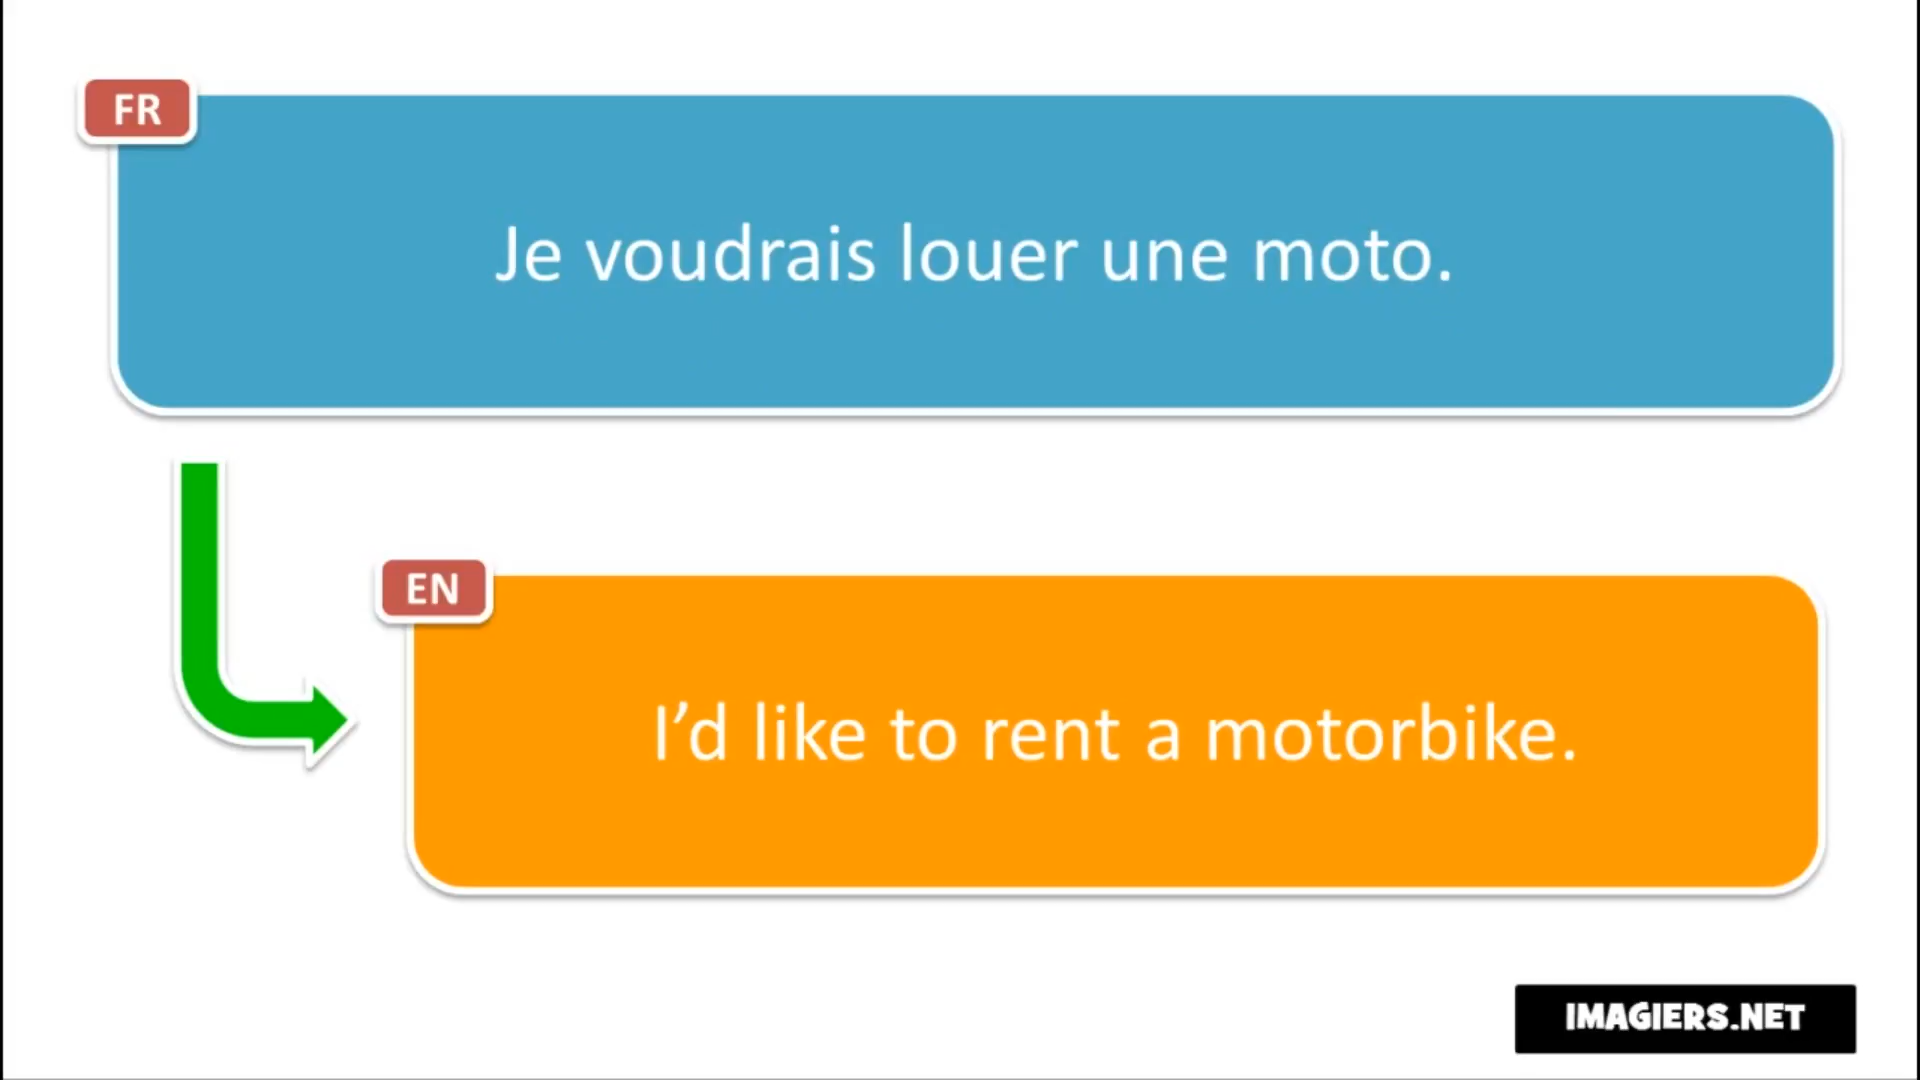 FR
Je voudrais louer une moto.
EN
I’d like to rent a motorbike.
IMAGIERS.NET